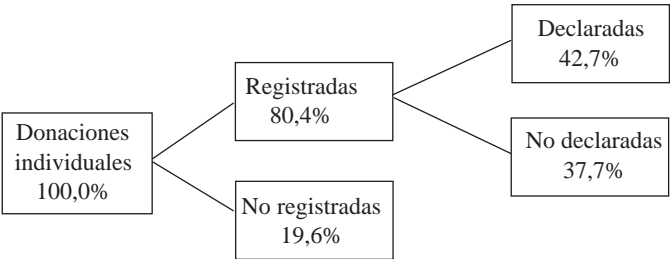 Donaciones
individuales
100,0%
Registradas
80,4%
No registradas
19,6%
Declaradas
42,7%
No declaradas
37,7%